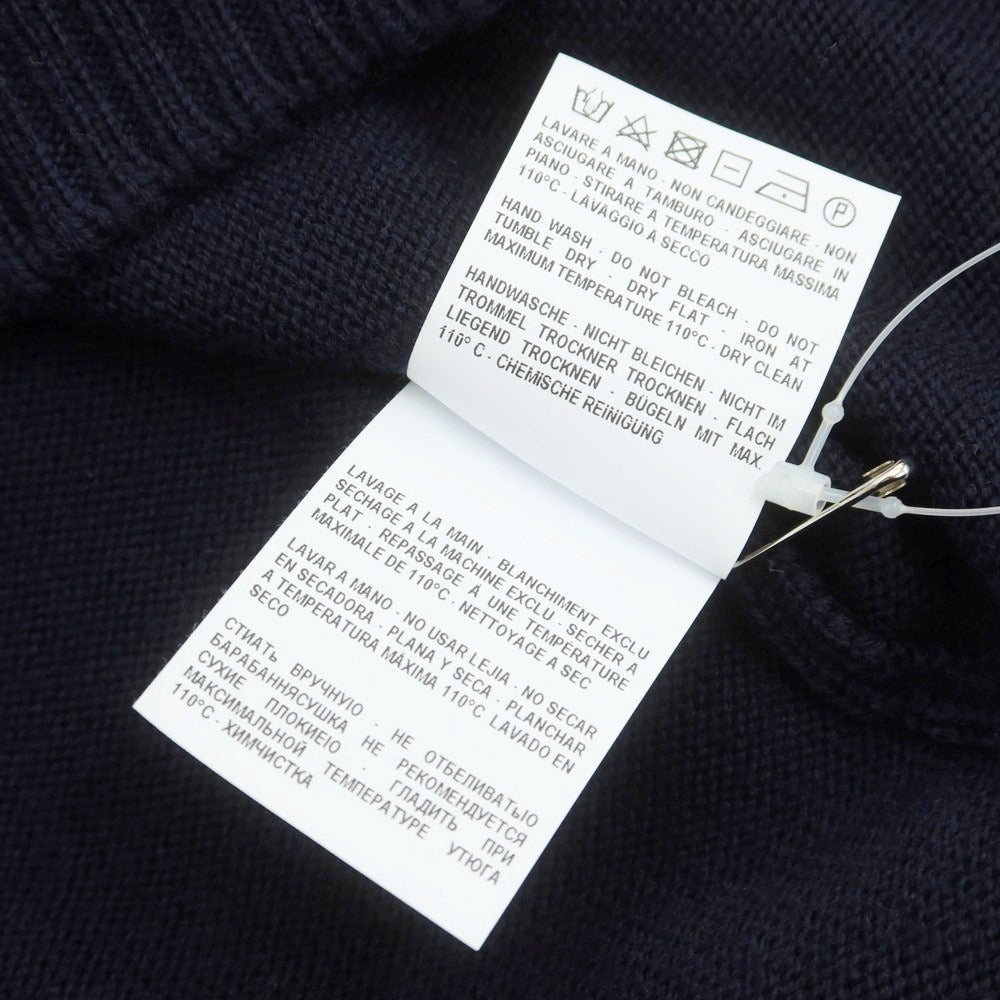 P
LAVARE A MANO - NON CANDEGGIARE - NON
ASCIUGARE A TAMBURO - ASCIUGARE IN
PIANO - STIRARE A TEMPERATURA MASSIMA
110°C - LAVAGGIO A SECCO
HAND WASH - DO NOT BLEACH - DO NOT
TUMBLE DRY - DRY FLAT - IRON AT
MAXIMUM TEMPERATURE 110°C - DRY CLEAN
HANDWASCHE - NICHT BLEICHEN - NICHT IM
TROMMEL TROCKNER TROCKNEN - FLACH
LIEGEND TROCKNEN - BÜGELN MIT MAX.
110° C - CHEMISCHE REINIGUNG
LAVAGE A LA MAIN - BLANCHIMENT EXCLU
SECHAGE A LA MACHINE EXCLU - SECHER A
PLAT - REPASSAGE À UNE TEMPERATURE
MAXIMALE DE 110°C - NETTOYAGE A SEC
LAVAR A MANO - NO USAR LEJIA - NO SECAR
EN SECADORA - PLANA Y SECA - PLANCHAR
A TEMPERATURA MÁXIMA 110°C LAVADO EN
SECO
СТИАТЬ ВРУЧНУЮ - НЕ ОТБЕЛИВАТЬІО
БАРАБАННЯСУШКА НЕ РЕКОМЕНДУЕТСЯ
СУХИЕ ПЛОКИЕІО - ГЛАДИТЬ ПРИ
МАКСИМАЛЬНОЙ ТЕМПЕРАТУРЕ УТЮГА
110°C - ХИМЧИСТКА